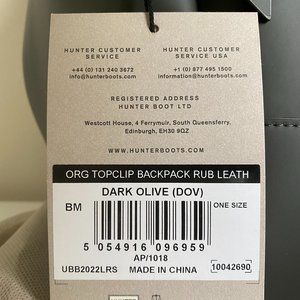 HUNTER CUSTOMER SERVICE
HUNTER CUSTOMER SERVICE USA
+44 (0) 131 240 3672
info@hunterboots.com
+1 (0) 877 495 1500
information@hunterboots.com
REGISTERED ADDRESS
HUNTER BOOT LTD
Westcott House, 4 Ferrymuir, South Queensferry,
Edinburgh, EH30 9QZ
WWW.HUNTERBOOTS.COM
ORG TOPCLIP BACKPACK RUB LEATH
DARK OLIVE (DOV)
BM
ONE SIZE
5 054916 096959
AP/1018
UBB2022LRS MADE IN CHINA 10042690